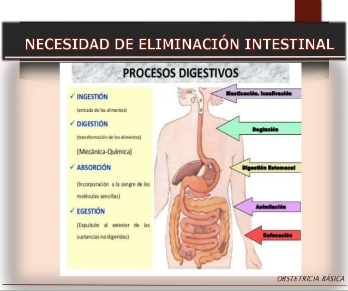 NECESIDAD DE ELIMINACIÓN INTESTINAL
PROCESOS DIGESTIVOS
✓ INGESTIÓN
(entrada de los alimentos)
✓ DIGESTIÓN
(transformación de los alimentos)
(Mecánica-Química)
✓ ABSORCIÓN
(Incorporación a la sangre de las
moléculas sencillas)
✓ EGESTIÓN
(Expulsión al exterior de las
sustancias no digeridas)
Masticación. Insalivación
Deglución
Digestión Estomacal
Asimilación
Defecación
OBSTETRICIA BÁSICA